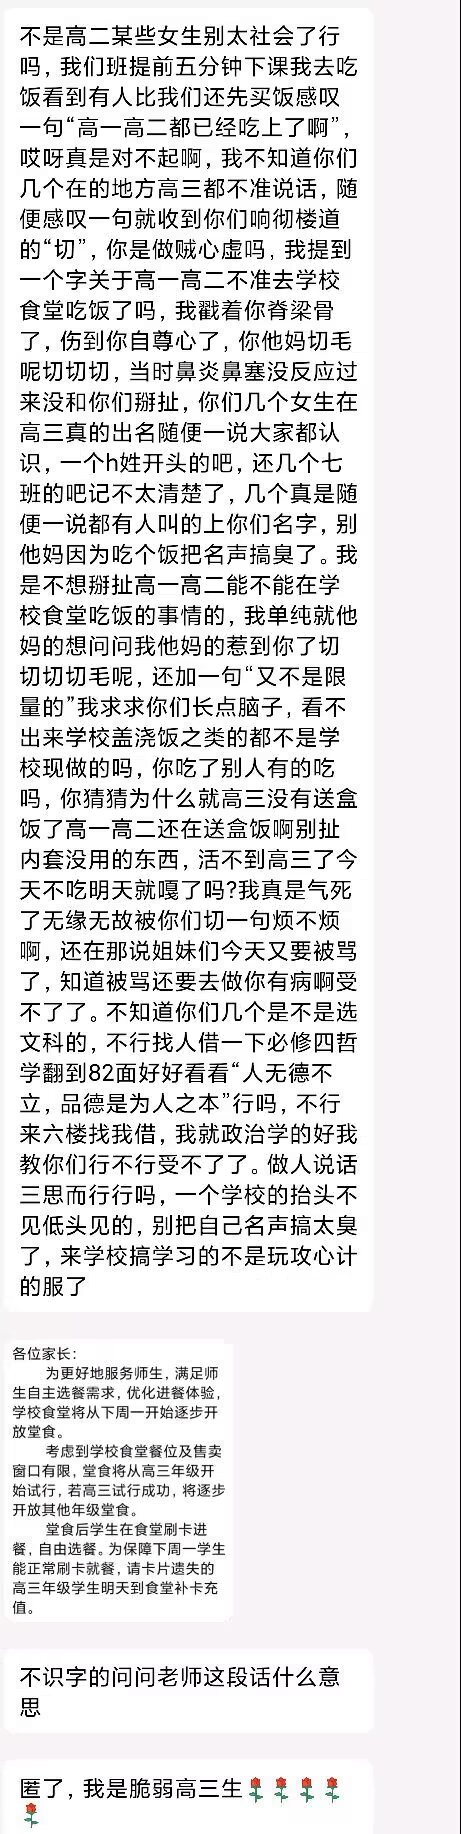 不是高二某些女生别太社会了行
吗，我们班提前五分钟下课我去吃
饭看到有人比我们还先买饭感叹
一句“高一高二都已经吃上了啊”，
哎呀真是对不起啊，我不知道你们
几个在的地方高三都不准说话，随
便感叹一句就收到你们响彻楼道
的“切”，你是做贼心虚吗，我提到
一个字关于高一高二不准去学校
食堂吃饭了吗，我戳着你脊梁骨
了，伤到你自尊心了，你他妈切毛
呢切切切，当时鼻炎鼻塞没反应过
来没和你们掰扯，你们几个女生在
高三真的出名随便一说大家都认
识，一个h姓开头的吧，还几个七
班的吧记不太清楚了，几个真是随
便一说都有人叫的上你们名字，别
他妈因为吃个饭把名声搞臭了。我
是不想掰扯高一高二能不能在学
校食堂吃饭的事情的，我单纯就他
妈的想问问我他妈的惹到你了切
切切切毛呢，还加一句“又不是限
量的”我求求你们长点脑子，看不
出来学校盖浇饭之类的都不是学
校现做的吗，你吃了别人有的吃
吗，你猜猜为什么就高三没有送盒
饭了高一高二还在送盒饭啊别扯
内套没用的东西，活不到高三了今
天不吃明天就嘎了吗?我真是气死
了无缘无故被你们切一句烦不烦
啊，还在那说姐妹们今天又要被骂
了，知道被骂还要去做你有病啊受
不了了。不知道你们几个是不是选
文科的，不行找人借一下必修四哲
学翻到82面好好看看“人无德不
立，品德是为人之本”行吗，不行
来六楼找我借，我就政治学的好我
教你们行不行受不了了。做人说话
三思而行行吗，一个学校的抬头不
见低头见的，别把自己名声搞太臭
了，来学校搞学习的不是玩攻心计
的服了
各位家长：
为更好地服务师生，满足师
生自主选餐需求，优化进餐体验，
学校食堂将从下周一开始逐步开
放堂食。
考虑到学校食堂餐位及售卖
窗口有限，堂食将从高三年级开
始试行，若高三试行成功，将逐步
开放其他年级堂食。
堂食后学生在食堂刷卡进
餐，自由选餐。为保障下周一学生
能正常刷卡就餐，请卡片遗失的
高三年级学生明天到食堂补卡充
值。
不识字的问问老师这段话什么意
思
匿了，我是脆弱高三生🌹🌹🌹🌹
🌹